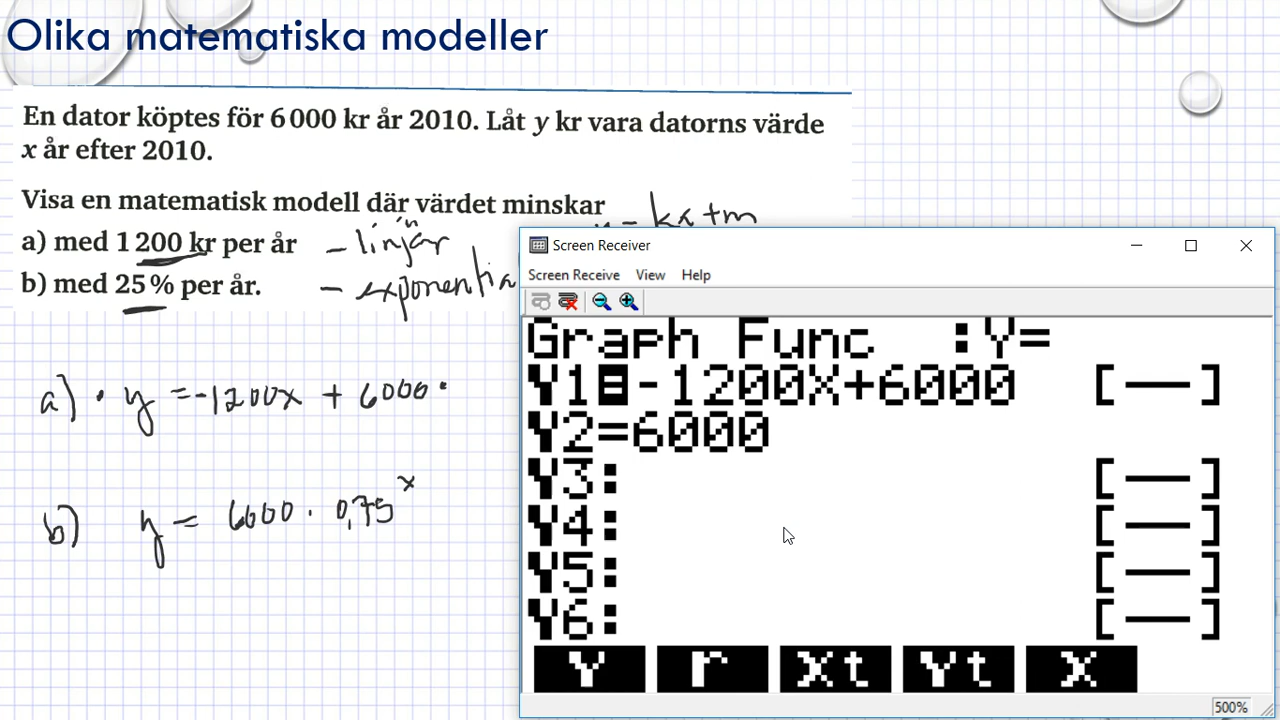 Olika matematiska modeller
En dator köptes för 6 000 kr år 2010. Låt y kr vara datorns värde
x år efter 2010.
Visa en matematisk modell där värdet minskar
a) med 1 200 kr per år – linjär
b) med 25 % per år. – exponentia
= kx + m
a) · y = -1200x + 6000 ·
b) y = 6000 · 0,75^x
Screen Receiver
Screen Receive View Help
Graph Func :Y=
Y1=-1200X+6000 [—]
Y2=6000
Y3: [—]
Y4: [—]
Y5: [—]
Y6: [—]
Y r Xt Yt X
500%